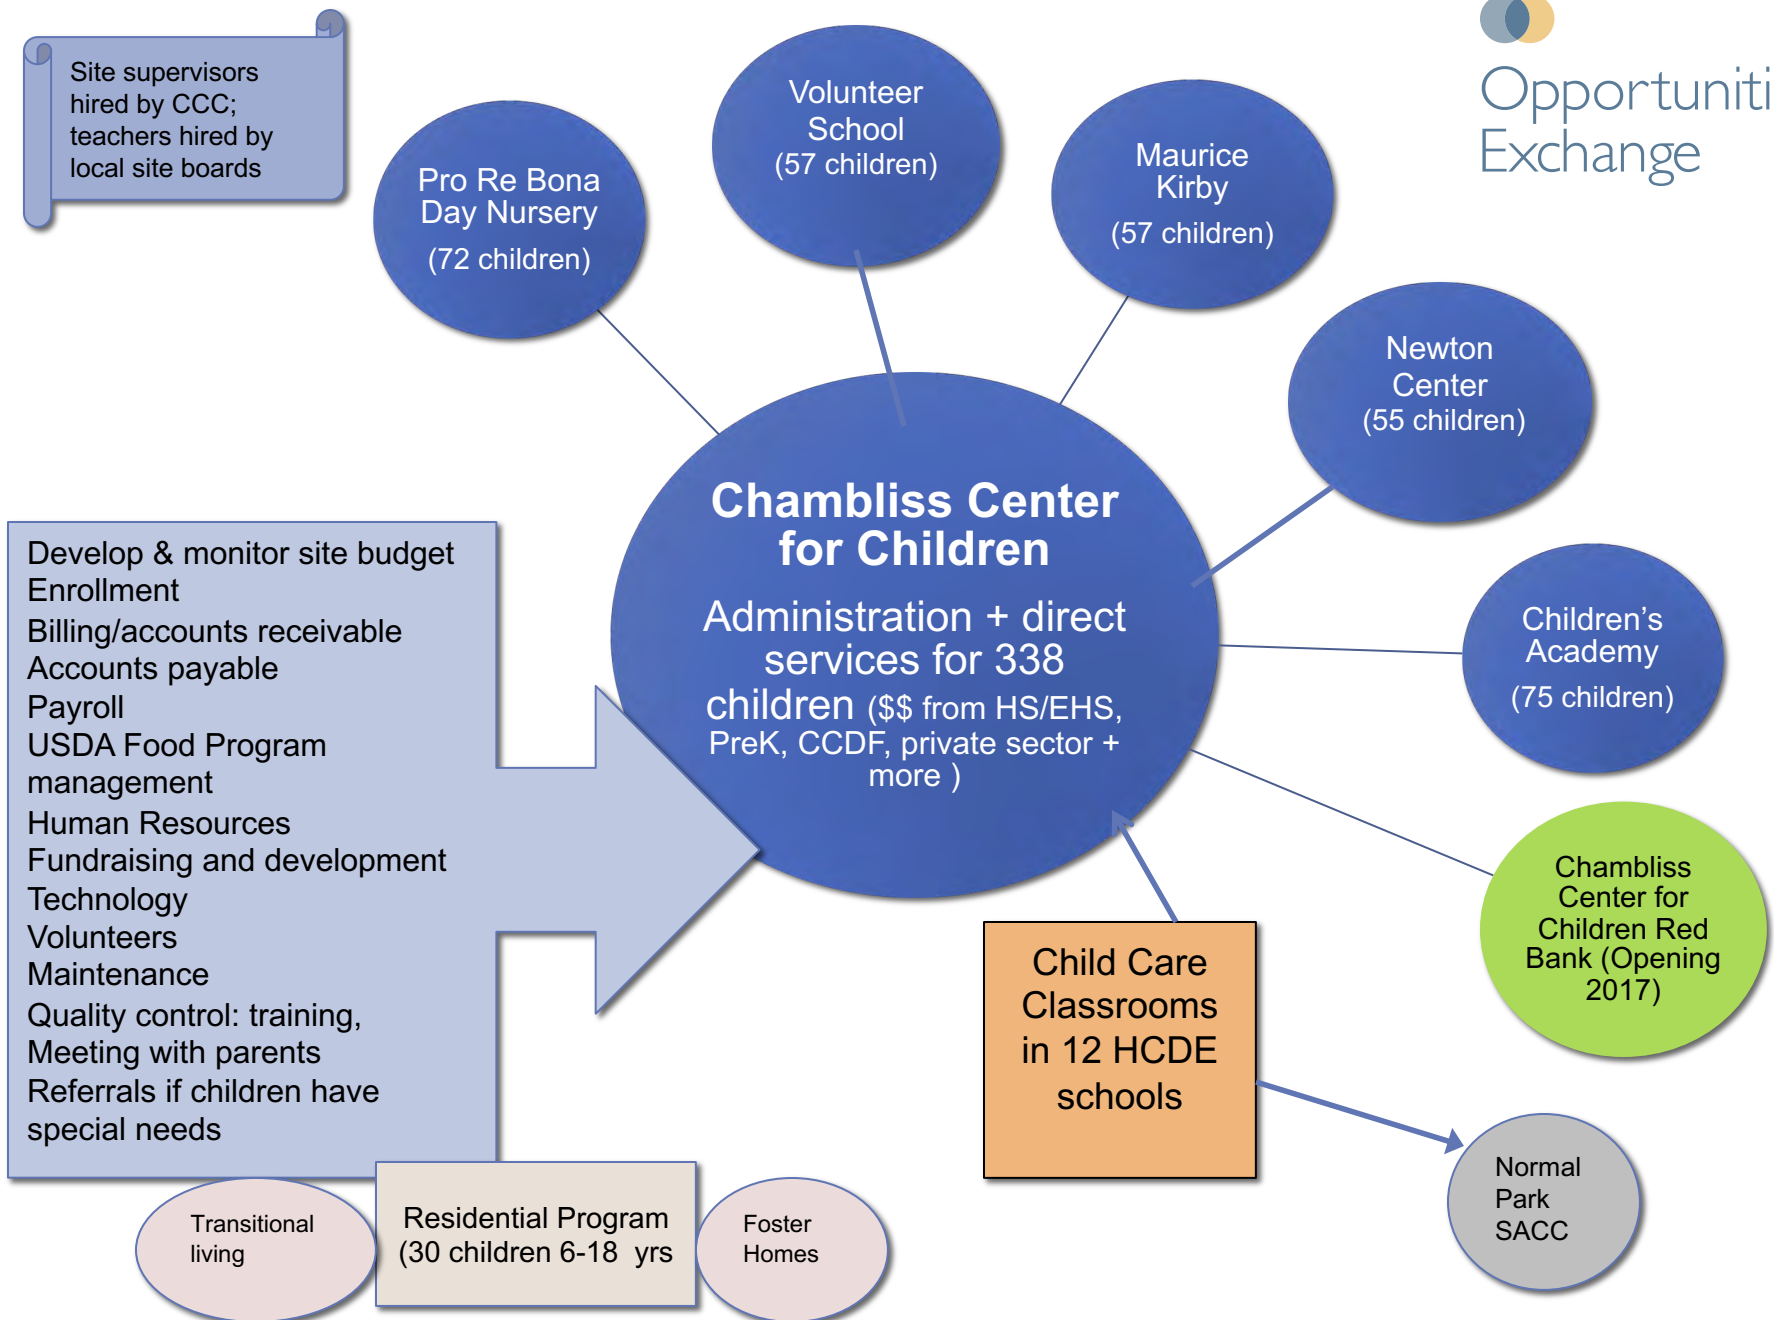 Site supervisors
hired by CCC;
teachers hired by
local site boards
Pro Re Bona
Day Nursery
(72 children)
Volunteer
School
(57 children)
Maurice
Kirby
(57 children)
Opportuniti
Exchange
Newton
Center
(55 children)
Chambliss Center
for Children
Administration + direct
services for 338
children ($$ from HS/EHS,
PreK, CCDF, private sector +
more )
Children’s
Academy
(75 children)
Develop & monitor site budget
Enrollment
Billing/accounts receivable
Accounts payable
Payroll
USDA Food Program
management
Human Resources
Fundraising and development
Technology
Volunteers
Maintenance
Quality control: training,
Meeting with parents
Referrals if children have
special needs
Chambliss
Center for
Children Red
Bank (Opening
2017)
Child Care
Classrooms
in 12 HCDE
schools
Normal
Park
SACC
Transitional
living
Residential Program
(30 children 6-18  yrs
Foster
Homes